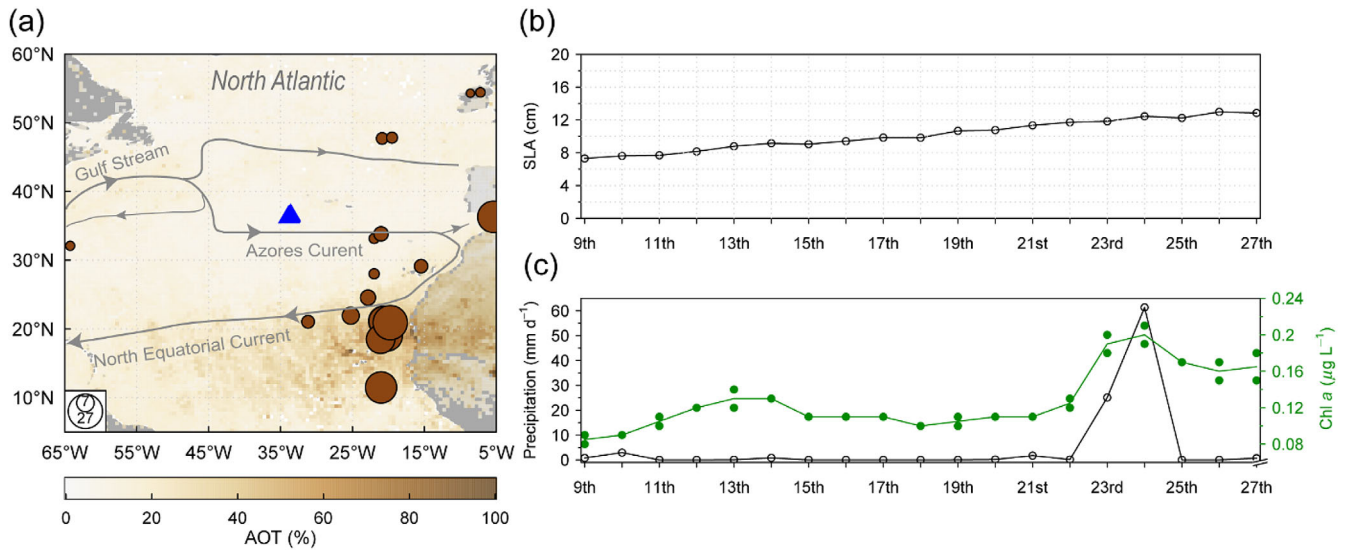 (a)
60°N
50°N
40°N
30°N
20°N
10°N
North Atlantic
Gulf Stream
Azores Curent
North Equatorial Current
7
27
65°W 55°W 45°W 35°W 25°W 15°W 5°W
0 20 40 60 80 100
AOT (%)
(b)
SLA (cm)
20
16
12
8
4
0
9th 11th 13th 15th 17th 19th 21st 23rd 25th 27th
(c)
Precipitation (mm d⁻¹)
60
50
40
30
20
10
0
0.24
0.2
0.16
0.12
0.08
Chl a (µg L⁻¹)
9th 11th 13th 15th 17th 19th 21st 23rd 25th 27th